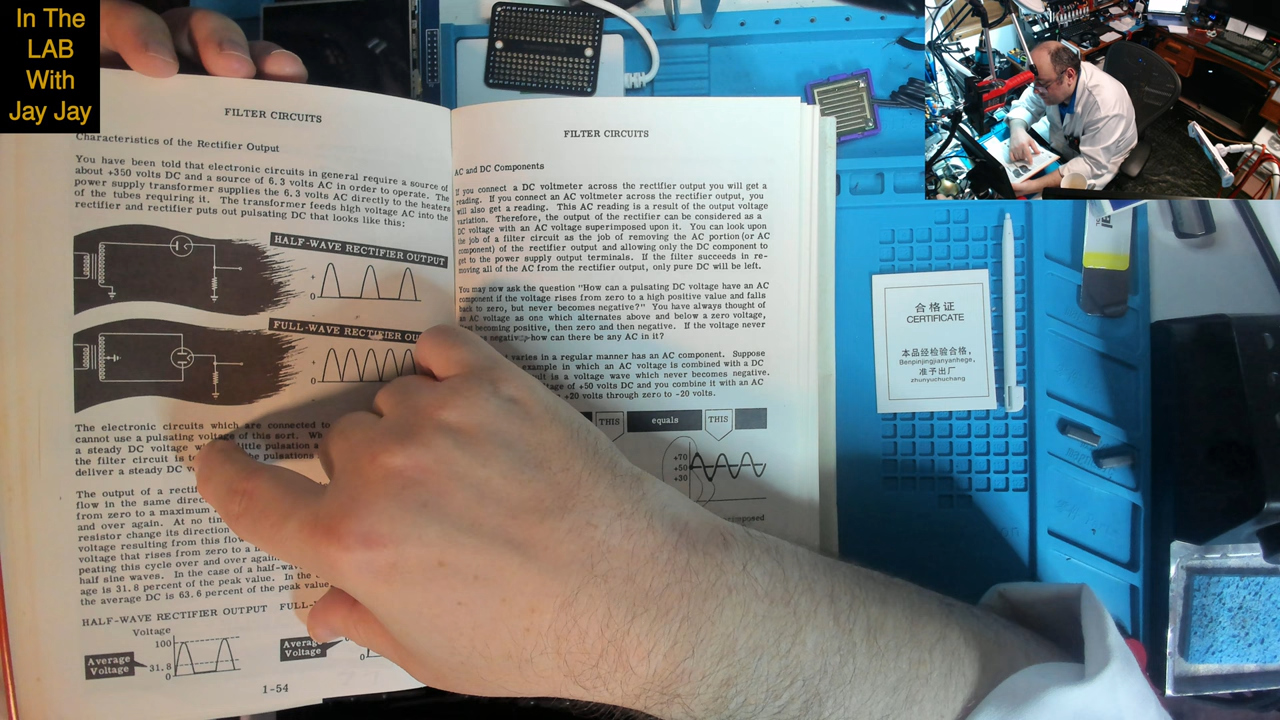 In The
LAB
With
Jay Jay
FILTER CIRCUITS
Characteristics of the Rectifier Output
You have been told that electronic circuits in general require a source of
about +350 volts DC and a source of 6.3 volts AC in order to operate. The
power supply transformer supplies the 6.3 volts AC directly to the heaters
of the tubes requiring it. The transformer feeds high voltage AC into the
rectifier and rectifier puts out pulsating DC that looks like this:
HALF-WAVE RECTIFIER OUTPUT
+
0
FULL-WAVE RECTIFIER OU
+
0
The electronic circuits which are connected to
cannot use a pulsating voltage of this sort.
a steady DC voltage little pulsation a
the filter circuit is the pulsations
deliver a steady DC
The output of a
flow in the same
from zero to a maximum
and over again. At no
resistor change its direction
voltage resulting from this flow
voltage that rises from zero to a
peating this cycle over and over again
half sine waves. In the case of a half-wave
age is 31.8 percent of the peak value. In the
the average DC is 63.6 percent of the peak value
HALF-WAVE RECTIFIER OUTPUT
Voltage
100
31.8
0
Average
Voltage
Average
Voltage
0
1-54
FILTER CIRCUITS
AC and DC Components
If you connect a DC voltmeter across the rectifier output you will get a
reading. If you connect an AC voltmeter across the rectifier output, you
will also get a reading. This AC reading is a result of the output voltage
variation. Therefore, the output of the rectifier can be considered as a
DC voltage with an AC voltage superimposed upon it. You can look upon
the job of a filter circuit as the job of removing the AC portion (or AC
component) of the rectifier output and allowing only the DC component to
get to the power supply output terminals. If the filter succeeds in re-
moving all of the AC from the rectifier output, only pure DC will be left.
You may now ask the question "How can a pulsating DC voltage have an AC
component if the voltage rises from zero to a high positive value and falls
back to zero, but never becomes negative?" You have always thought of
an AC voltage as one which alternates above and below a zero voltage,
first becoming positive, then zero and then negative. If the voltage never
negative, how can there be any AC in it?
varies in a regular manner has an AC component. Suppose
example in which an AC voltage is combined with a DC
is a voltage wave which never becomes negative.
of +50 volts DC and you combine it with an AC
+20 volts through zero to -20 volts.
THIS
equals
THIS
+70
+50
+30
合格证
CERTIFICATE
本品经检验合格，
Benpinjingjianyanhege,
准予出厂
zhunyuchuchang